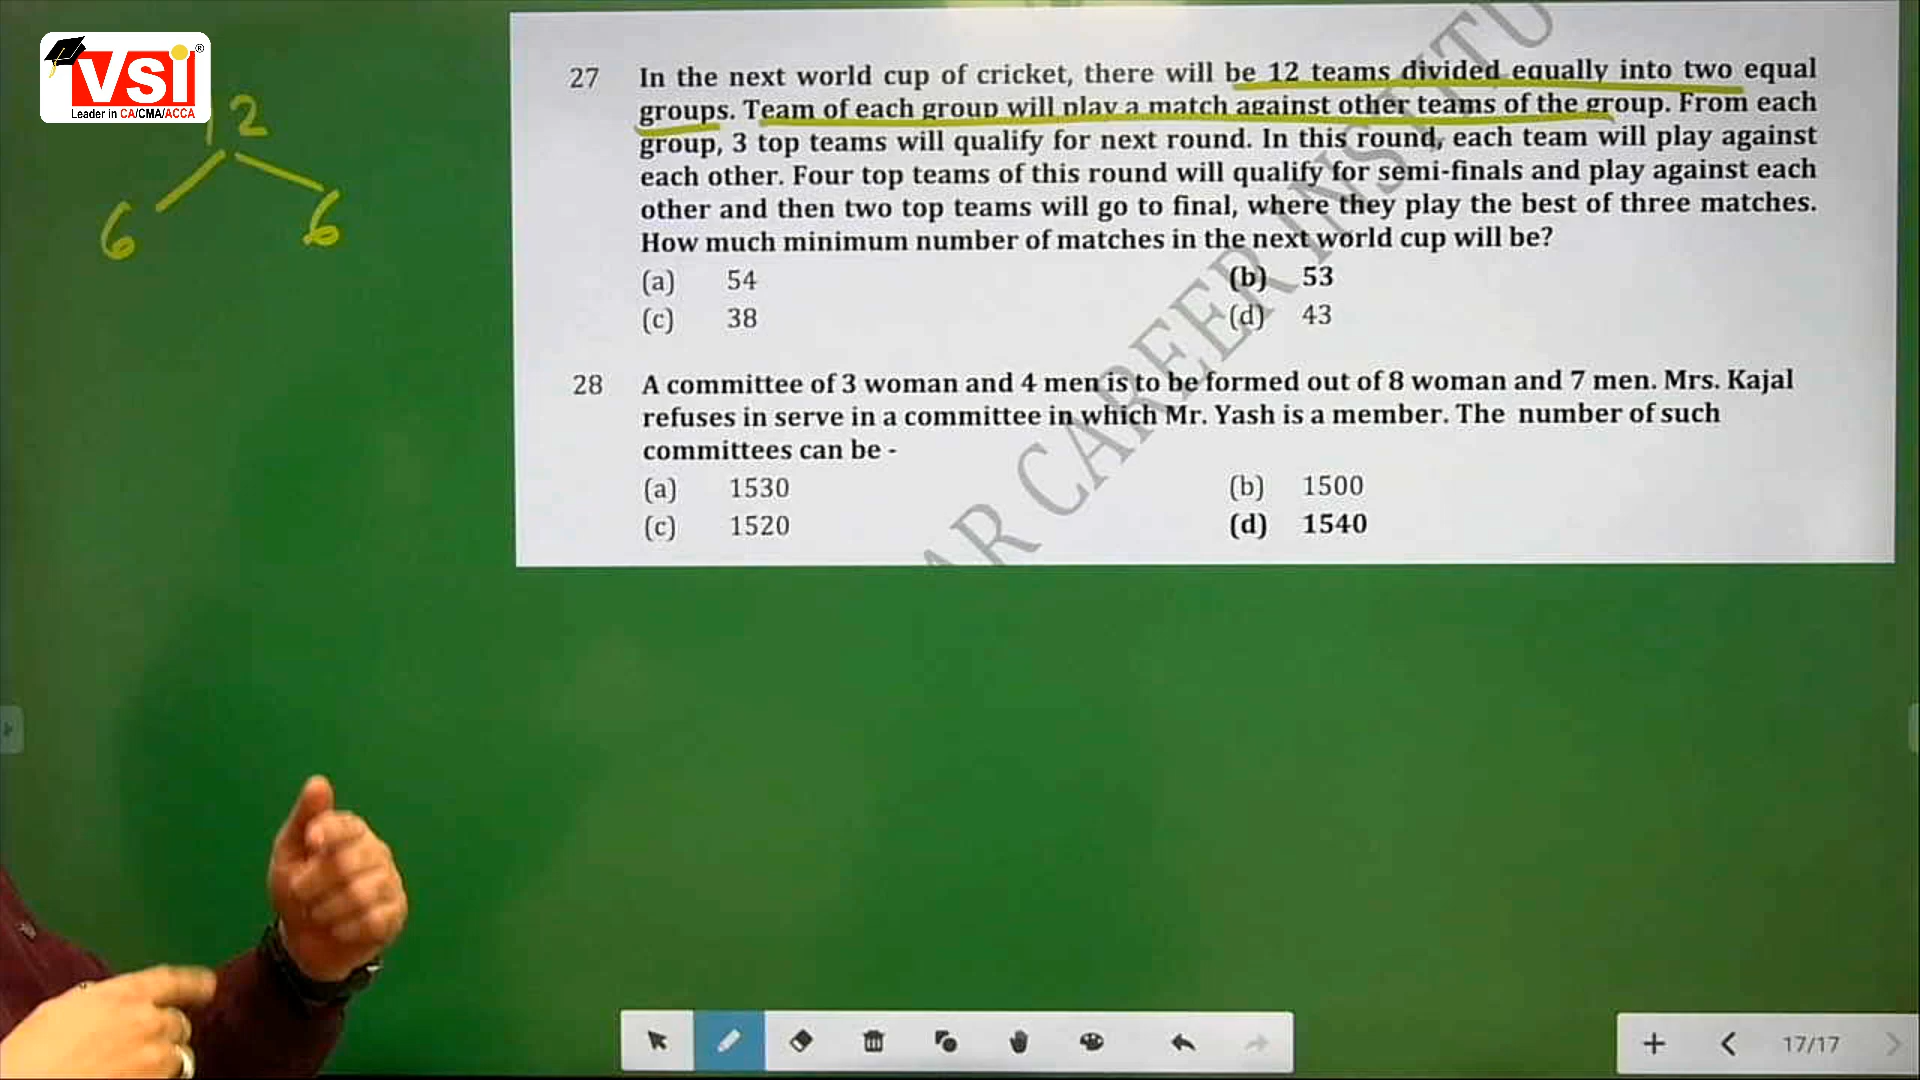 VSI®
Leader in CA/CMA/ACCA
12
6 6
27 In the next world cup of cricket, there will be 12 teams divided equally into two equal
groups. Team of each group will play a match against other teams of the group. From each
group, 3 top teams will qualify for next round. In this round, each team will play against
each other. Four top teams of this round will qualify for semi-finals and play against each
other and then two top teams will go to final, where they play the best of three matches.
How much minimum number of matches in the next world cup will be?
(a) 54 (b) 53
(c) 38 (d) 43
28 A committee of 3 woman and 4 men is to be formed out of 8 woman and 7 men. Mrs. Kajal
refuses in serve in a committee in which Mr. Yash is a member. The number of such
committees can be -
(a) 1530 (b) 1500
(c) 1520 (d) 1540
AR CAREER INSTITU
17/17